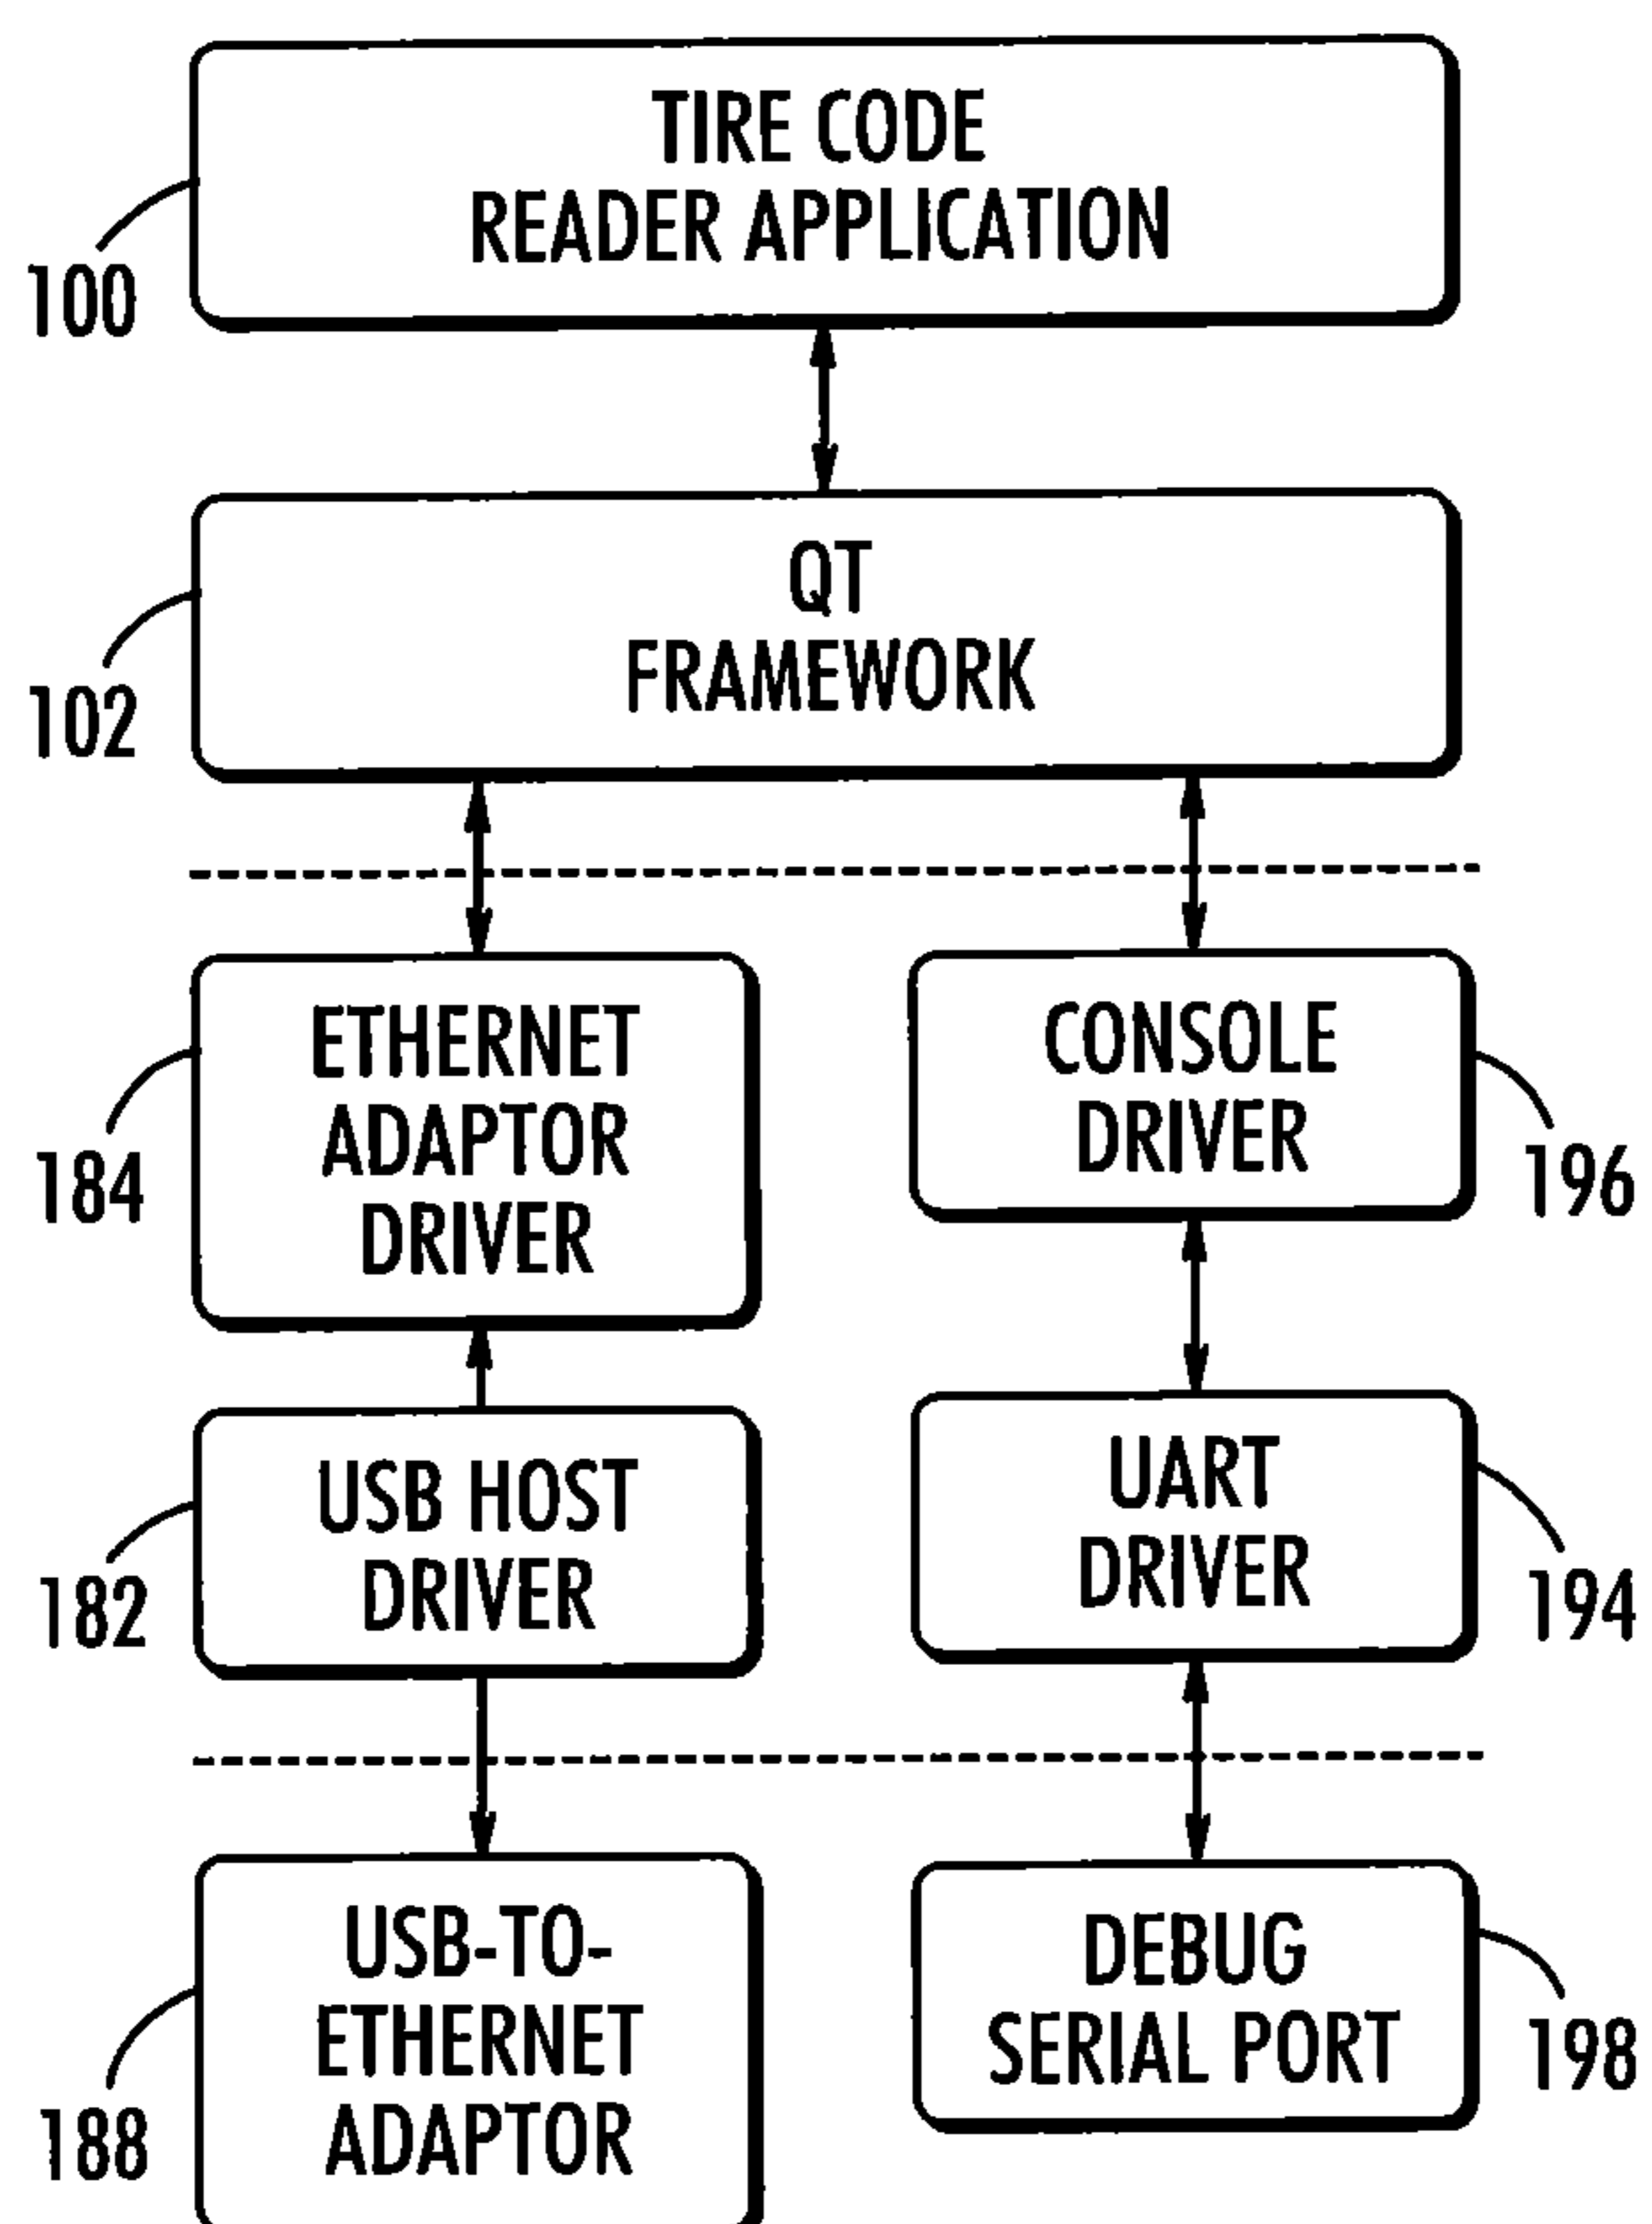 TIRE CODE
READER APPLICATION
100
QT
FRAMEWORK
102
ETHERNET
ADAPTOR
DRIVER
184
CONSOLE
DRIVER
196
USB HOST
DRIVER
182
UART
DRIVER
194
USB-TO-
ETHERNET
ADAPTOR
188
DEBUG
SERIAL PORT
198